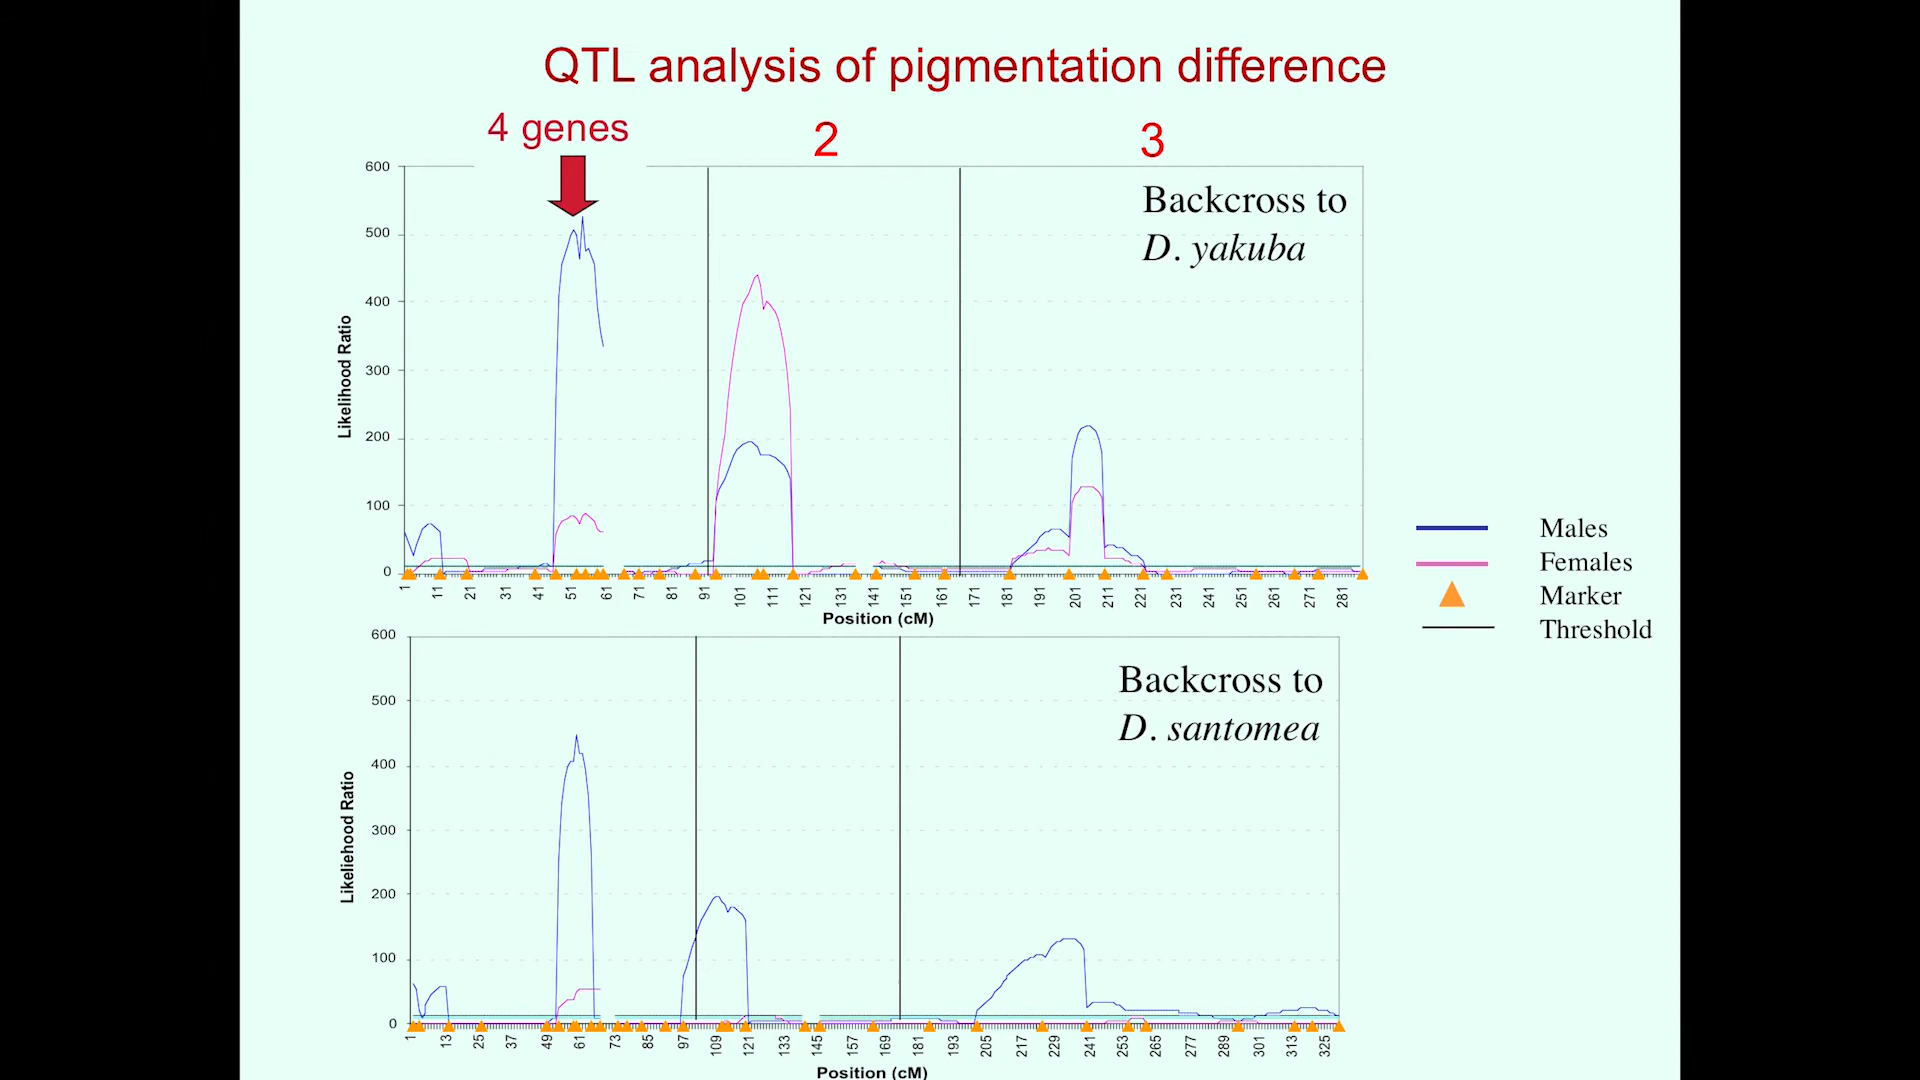 QTL analysis of pigmentation difference
4 genes
2
3
600
500
400
300
200
100
0
Likelihood Ratio
Backcross to
D. yakuba
1 11 21 31 41 51 61 71 81 91 101 111 121 131 141 151 161 171 181 191 201 211 221 231 241 251 261 271 281
Position (cM)
Males
Females
Marker
Threshold
600
500
400
300
200
100
0
Likeliehood Ratio
Backcross to
D. santomea
1 13 25 37 49 61 73 85 97 109 121 133 145 157 169 181 193 205 217 229 241 253 265 277 289 301 313 325
Position (cM)